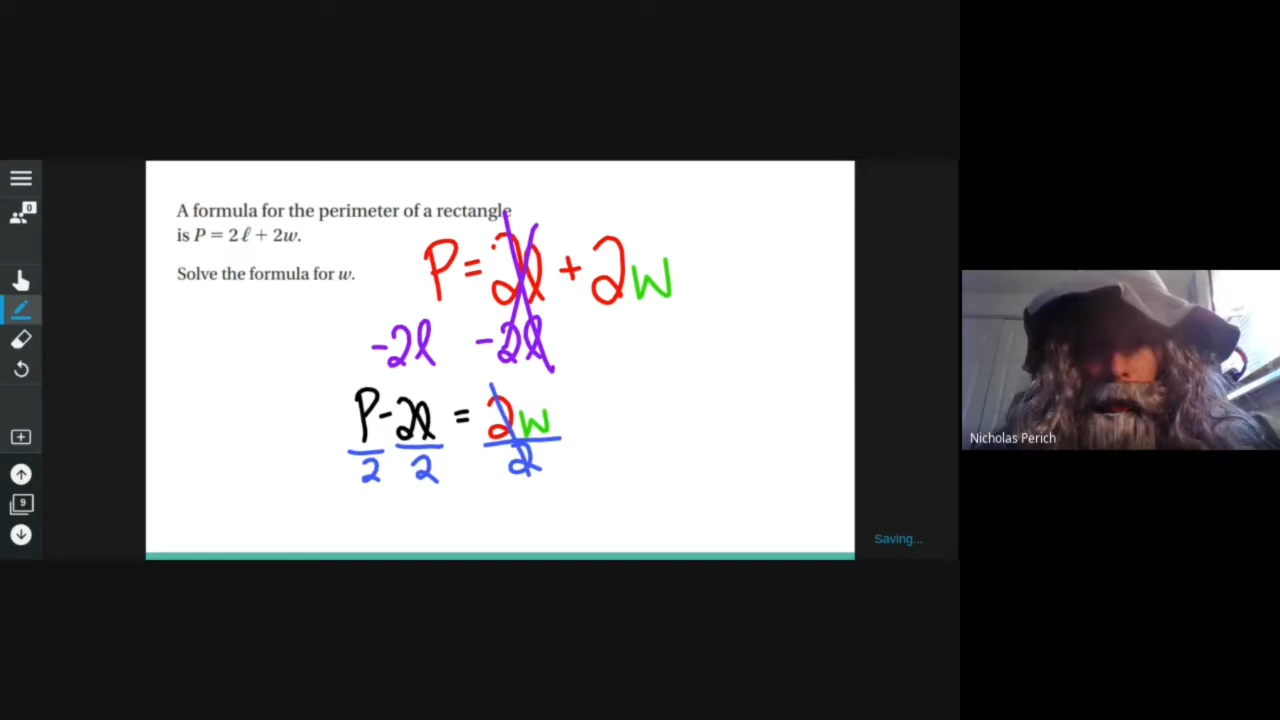 0
A formula for the perimeter of a rectangle
is P = 2ℓ + 2w.
Solve the formula for w.
P = 2ℓ + 2w
-2ℓ -2ℓ
P - 2ℓ = 2w
2 2 2
9
Saving...
Nicholas Perich